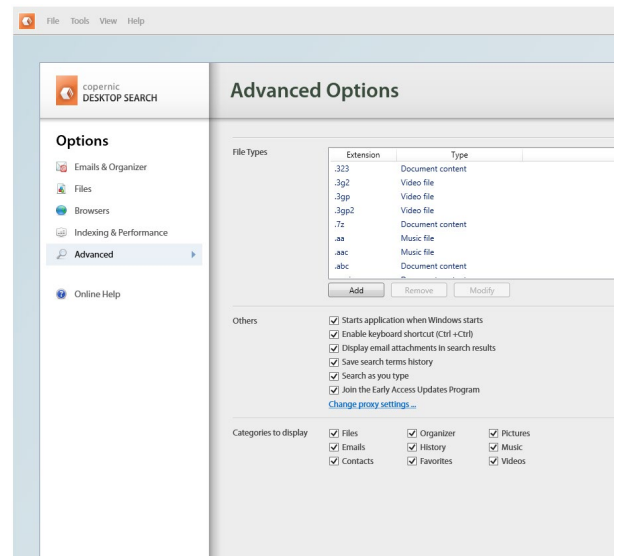 File Tools View Help
copernic
DESKTOP SEARCH
Advanced Options
Options
Emails & Organizer
Files
Browsers
Indexing & Performance
Advanced
Online Help
File Types
Extension Type
.323 Document content
.3g2 Video file
.3gp Video file
.3gp2 Video file
.7z Document content
.aa Music file
.aac Music file
.abc Document content
Add Remove Modify
Others
Starts application when Windows starts
Enable keyboard shortcut (Ctrl +Ctrl)
Display email attachments in search results
Save search terms history
Search as you type
Join the Early Access Updates Program
Change proxy settings ...
Categories to display
Files Organizer Pictures
Emails History Music
Contacts Favorites Videos